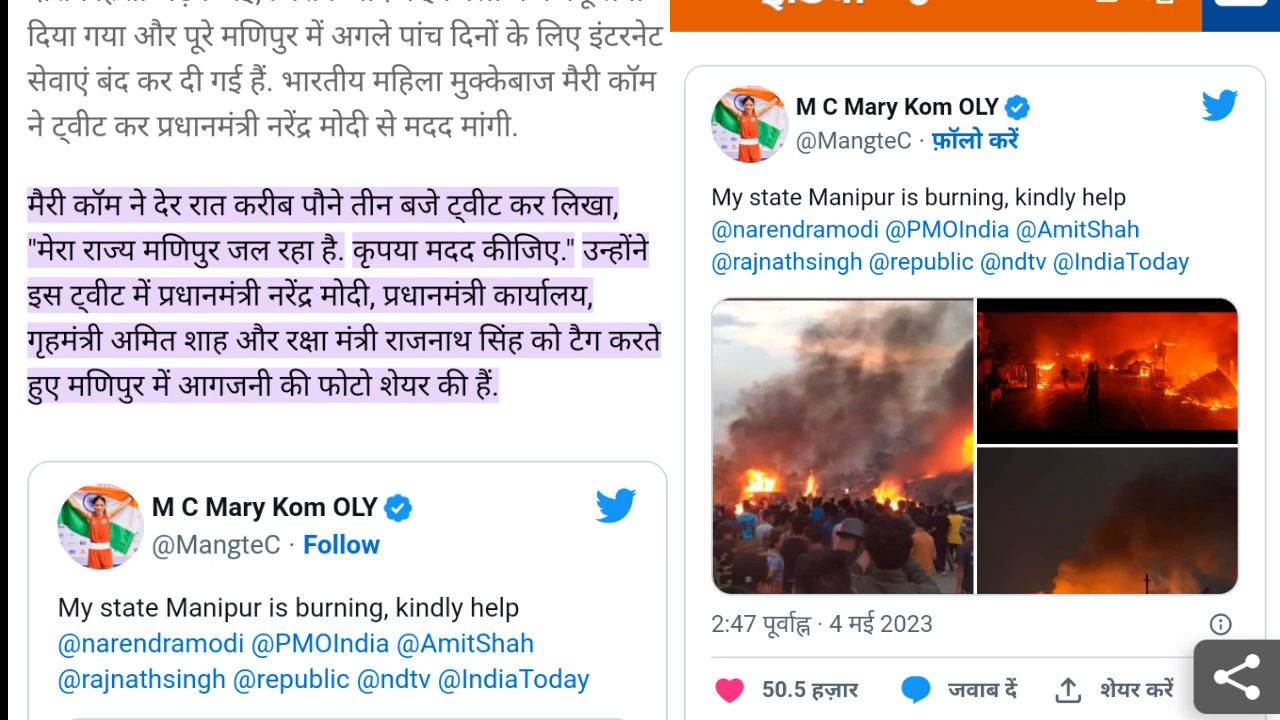 दिया गया और पूरे मणिपुर में अगले पांच दिनों के लिए इंटरनेट
सेवाएं बंद कर दी गई हैं. भारतीय महिला मुक्केबाज मैरी कॉम
ने ट्वीट कर प्रधानमंत्री नरेंद्र मोदी से मदद मांगी.
मैरी कॉम ने देर रात करीब पौने तीन बजे ट्वीट कर लिखा,
"मेरा राज्य मणिपुर जल रहा है. कृपया मदद कीजिए." उन्होंने
इस ट्वीट में प्रधानमंत्री नरेंद्र मोदी, प्रधानमंत्री कार्यालय,
गृहमंत्री अमित शाह और रक्षा मंत्री राजनाथ सिंह को टैग करते
हुए मणिपुर में आगजनी की फोटो शेयर की हैं.
M C Mary Kom OLY
@MangteC · Follow
My state Manipur is burning, kindly help
@narendramodi @PMOIndia @AmitShah
@rajnathsingh @republic @ndtv @IndiaToday
M C Mary Kom OLY
@MangteC · फ़ॉलो करें
My state Manipur is burning, kindly help
@narendramodi @PMOIndia @AmitShah
@rajnathsingh @republic @ndtv @IndiaToday
2:47 पूर्वाह्न · 4 मई 2023
50.5 हज़ार जवाब दें शेयर करें